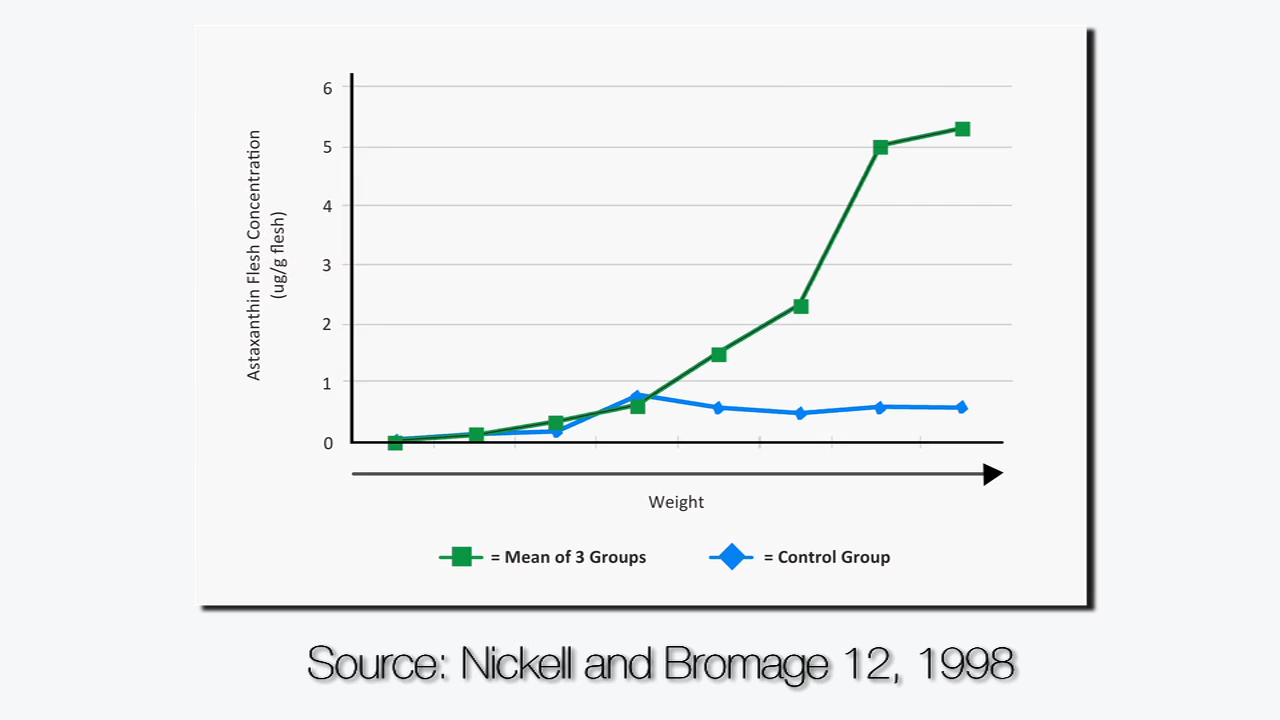 6
5
4
3
2
1
0
Astaxanthin Flesh Concentration
(ug/g flesh)
Weight
= Mean of 3 Groups
= Control Group
Source: Nickell and Bromage 12, 1998